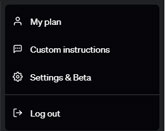 My plan
Custom instructions
Settings & Beta
Log out